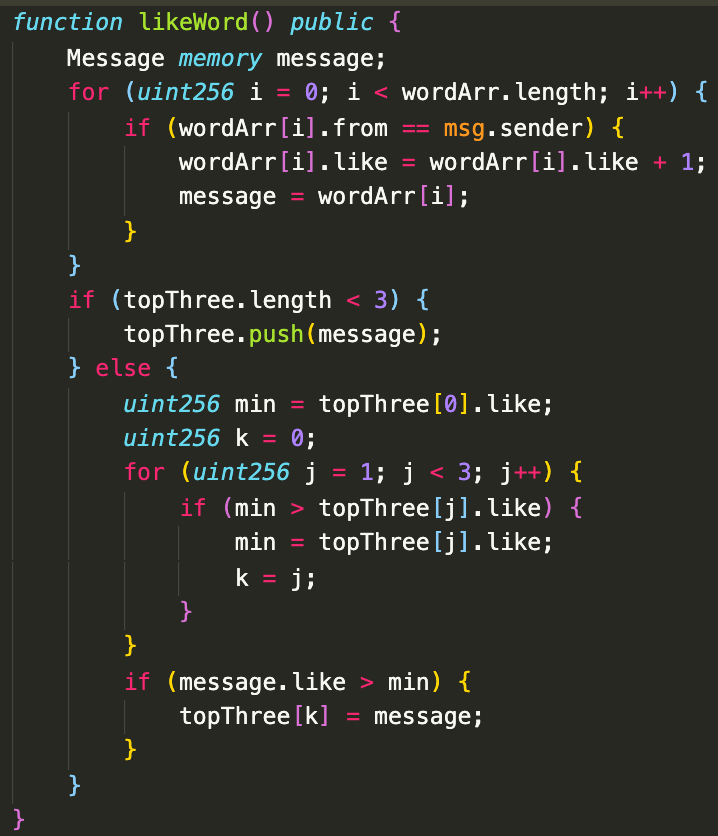 function likeWord() public {
    Message memory message;
    for (uint256 i = 0; i < wordArr.length; i++) {
        if (wordArr[i].from == msg.sender) {
            wordArr[i].like = wordArr[i].like + 1;
            message = wordArr[i];
        }
    }
    if (topThree.length < 3) {
        topThree.push(message);
    } else {
        uint256 min = topThree[0].like;
        uint256 k = 0;
        for (uint256 j = 1; j < 3; j++) {
            if (min > topThree[j].like) {
                min = topThree[j].like;
                k = j;
            }
        }
        if (message.like > min) {
            topThree[k] = message;
        }
    }
}